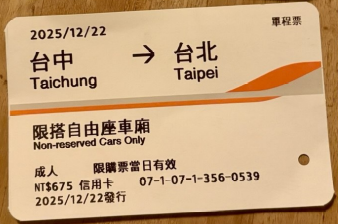 2025/12/22 單程票
台中 → 台北
Taichung Taipei
限搭自由座車廂
Non-reserved Cars Only
成人 限購票當日有效
NT$675 信用卡 07-1-07-1-356-0539
2025/12/22發行